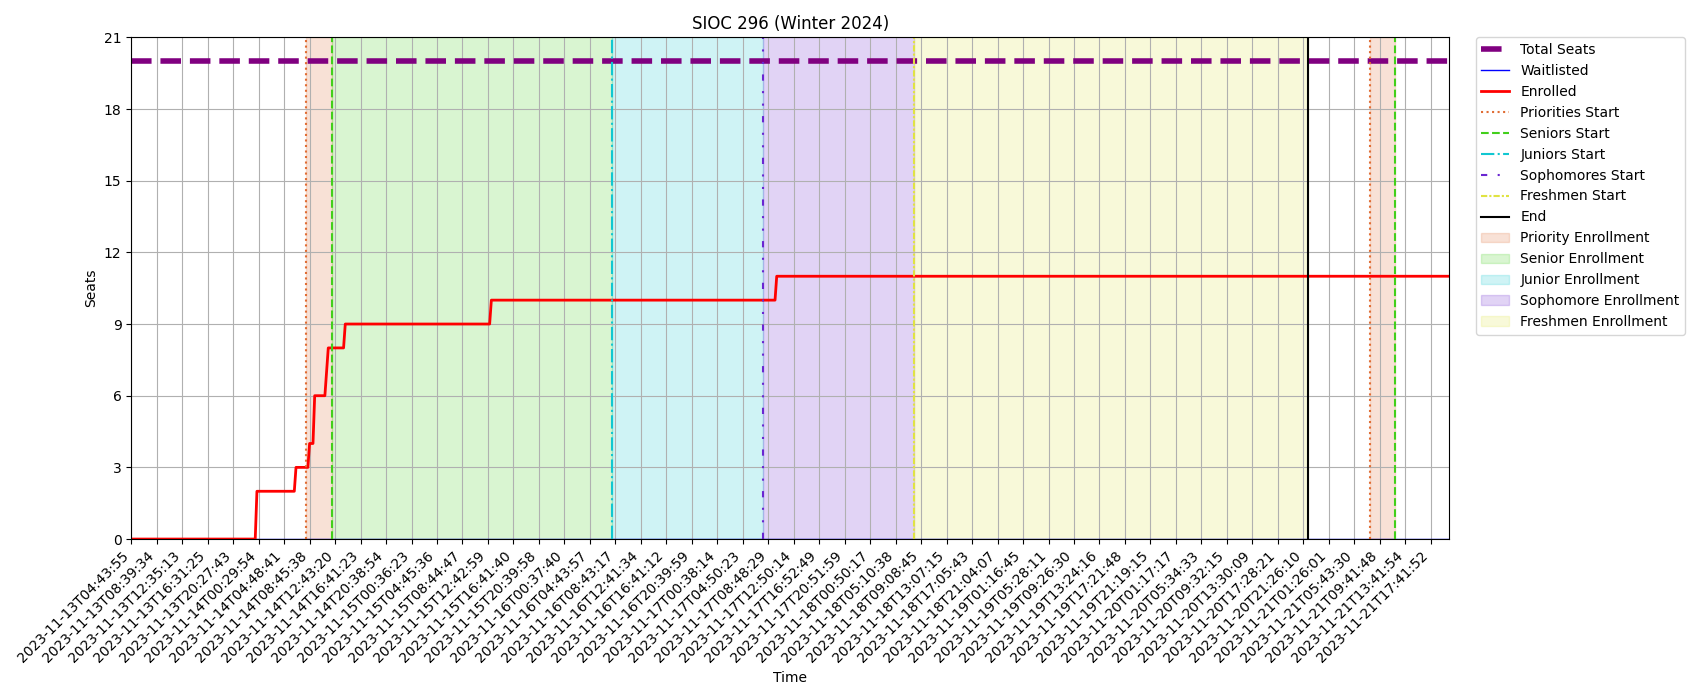 SIOC 296 (Winter 2024)
21
18
15
12
9
6
3
0
Seats
Total Seats
Waitlisted
Enrolled
Priorities Start
Seniors Start
Juniors Start
Sophomores Start
Freshmen Start
End
Priority Enrollment
Senior Enrollment
Junior Enrollment
Sophomore Enrollment
Freshmen Enrollment
2023-11-13T04:43:55
2023-11-13T08:39:34
2023-11-13T12:35:13
2023-11-13T16:31:25
2023-11-13T20:27:43
2023-11-14T00:29:54
2023-11-14T04:48:41
2023-11-14T08:45:38
2023-11-14T12:43:20
2023-11-14T16:41:23
2023-11-14T20:38:54
2023-11-15T00:36:23
2023-11-15T04:45:36
2023-11-15T08:44:47
2023-11-15T12:42:59
2023-11-15T16:41:40
2023-11-15T20:39:58
2023-11-16T00:37:40
2023-11-16T04:43:57
2023-11-16T08:43:17
2023-11-16T12:41:34
2023-11-16T16:41:12
2023-11-16T20:39:59
2023-11-17T00:38:14
2023-11-17T04:50:23
2023-11-17T08:48:29
2023-11-17T12:50:14
2023-11-17T16:52:49
2023-11-17T20:51:59
2023-11-18T00:50:17
2023-11-18T05:10:38
2023-11-18T09:08:45
2023-11-18T13:07:15
2023-11-18T17:05:43
2023-11-18T21:04:07
2023-11-19T01:16:45
2023-11-19T05:28:11
2023-11-19T09:26:30
2023-11-19T13:24:16
2023-11-19T17:21:48
2023-11-19T21:19:15
2023-11-20T01:17:17
2023-11-20T05:34:33
2023-11-20T09:32:15
2023-11-20T13:30:09
2023-11-20T17:28:21
2023-11-20T21:26:10
2023-11-21T01:26:01
2023-11-21T05:43:30
2023-11-21T09:41:48
2023-11-21T13:41:54
2023-11-21T17:41:52
Time